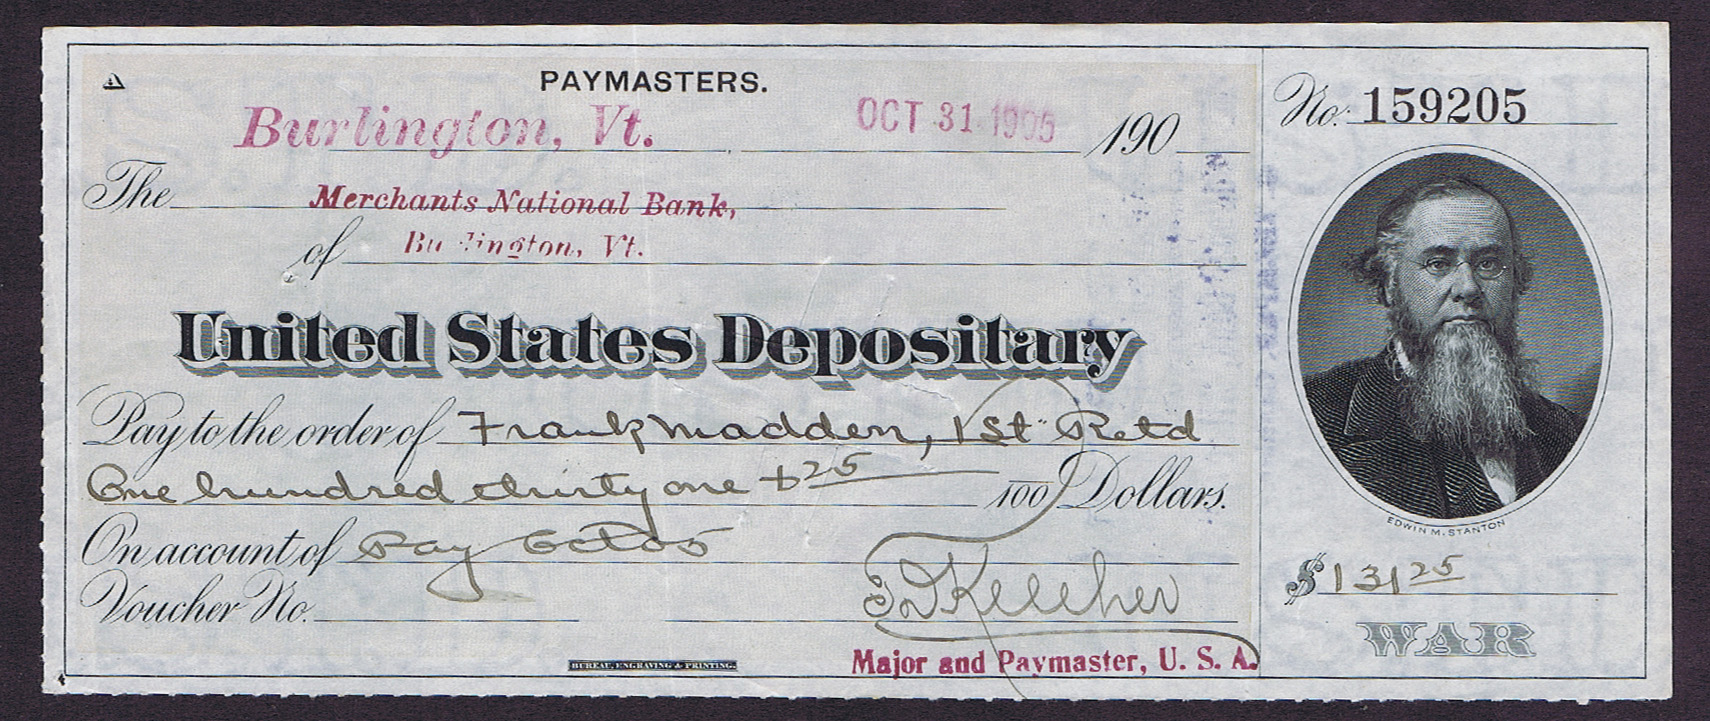 A
PAYMASTERS.
Burlington, Vt. OCT 31 1905 190
No. 159205
The Merchants National Bank,
of Burlington, Vt.
United States Depositary
Pay to the order of Frank Madden, 1st Retd
One hundred thirty one + 25/100 Dollars.
On account of Pay Oct 05
Voucher No.
Kelleher
Major and Paymaster, U. S. A.
BUREAU, ENGRAVING & PRINTING.
EDWIN M. STANTON
$ 131 25
WAR